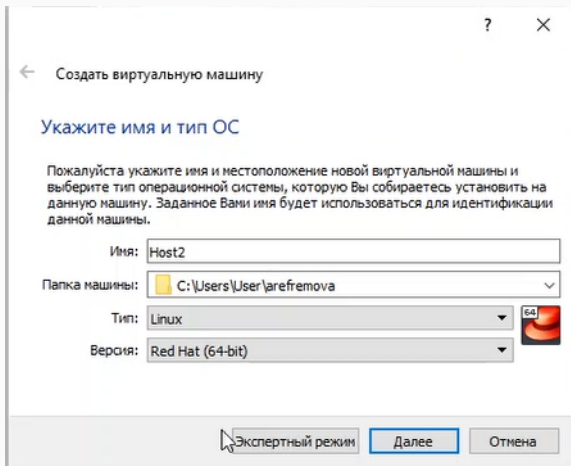 ?
Создать виртуальную машину
Укажите имя и тип ОС
Пожалуйста укажите имя и местоположение новой виртуальной машины и
выберите тип операционной системы, которую Вы собираетесь установить на
данную машину. Заданное Вами имя будет использоваться для идентификации
данной машины.
Имя: Host2
Папка машины: C:\Users\User\arefremova
Тип: Linux
64
Версия: Red Hat (64-bit)
Экспертный режим Далее Отмена